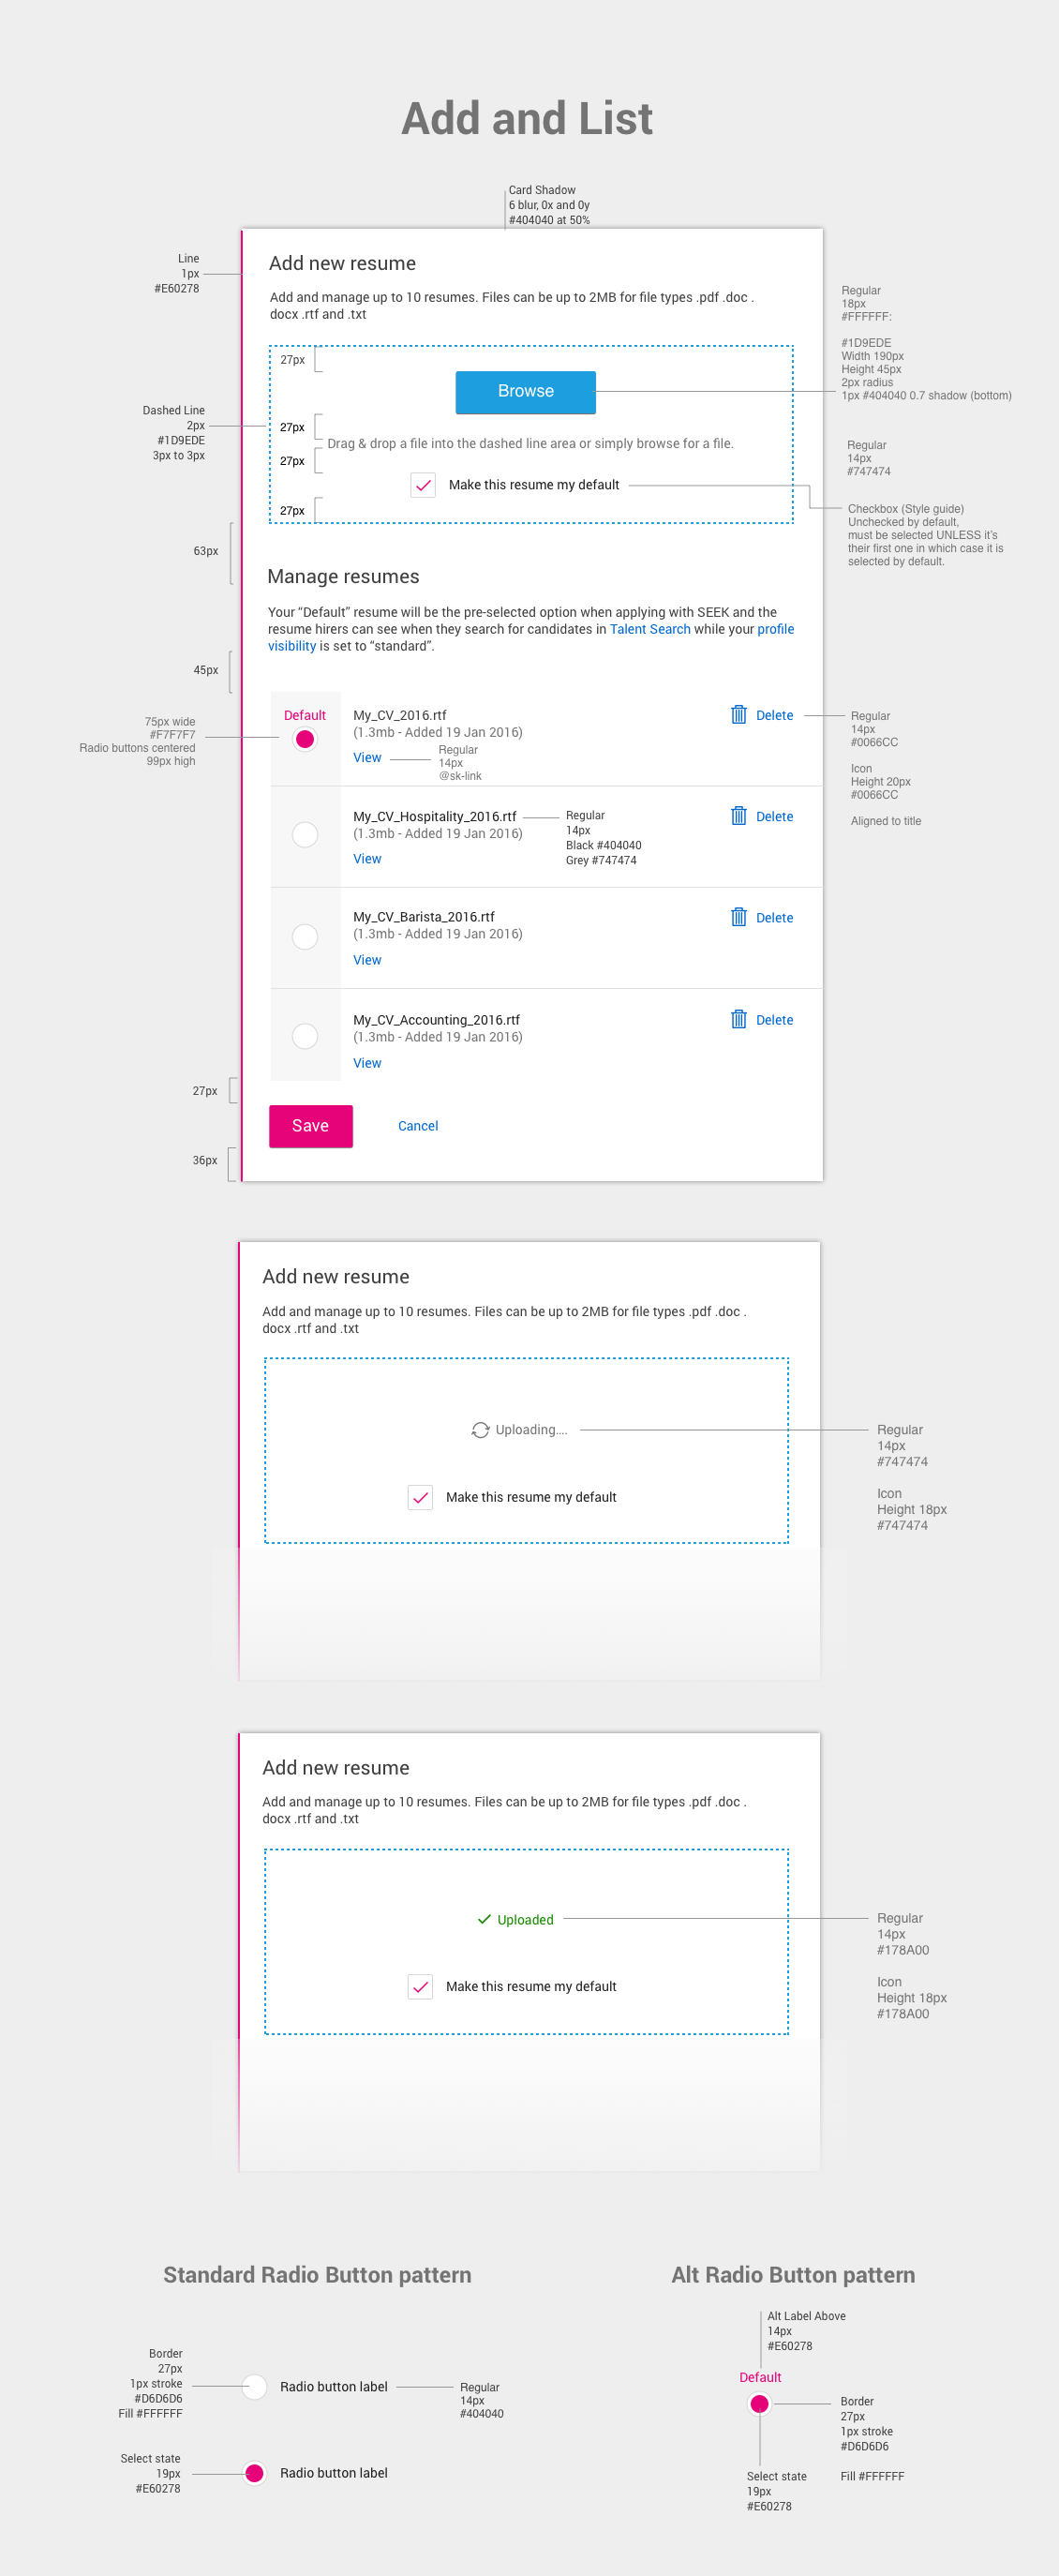 Add and List
Card Shadow
6 blur, 0x and 0y
#404040 at 50%
Line
1px
#E60278
Add new resume
Add and manage up to 10 resumes. Files can be up to 2MB for file types .pdf .doc .
docx .rtf and .txt
Regular
18px
#FFFFFF:
#1D9EDE
Width 190px
Height 45px
2px radius
1px #404040 0.7 shadow (bottom)
27px
Browse
Dashed Line
2px
#1D9EDE
3px to 3px
27px
Drag & drop a file into the dashed line area or simply browse for a file.
27px
Regular
14px
#747474
Make this resume my default
27px
Checkbox (Style guide)
Unchecked by default,
must be selected UNLESS it's
their first one in which case it is
selected by default.
63px
Manage resumes
Your “Default” resume will be the pre-selected option when applying with SEEK and the
resume hirers can see when they search for candidates in Talent Search while your profile
visibility is set to “standard”.
45px
75px wide
#F7F7F7
Radio buttons centered
99px high
Default
My_CV_2016.rtf
(1.3mb - Added 19 Jan 2016)
View
Regular
14px
@sk-link
Delete
Regular
14px
#0066CC
Icon
Height 20px
#0066CC
Aligned to title
My_CV_Hospitality_2016.rtf
(1.3mb - Added 19 Jan 2016)
View
Regular
14px
Black #404040
Grey #747474
Delete
My_CV_Barista_2016.rtf
(1.3mb - Added 19 Jan 2016)
View
Delete
My_CV_Accounting_2016.rtf
(1.3mb - Added 19 Jan 2016)
View
Delete
27px
Save
Cancel
36px
Add new resume
Add and manage up to 10 resumes. Files can be up to 2MB for file types .pdf .doc .
docx .rtf and .txt
Uploading....
Regular
14px
#747474
Icon
Height 18px
#747474
Make this resume my default
Add new resume
Add and manage up to 10 resumes. Files can be up to 2MB for file types .pdf .doc .
docx .rtf and .txt
Uploaded
Regular
14px
#178A00
Icon
Height 18px
#178A00
Make this resume my default
Standard Radio Button pattern
Border
27px
1px stroke
#D6D6D6
Fill #FFFFFF
Radio button label
Regular
14px
#404040
Select state
19px
#E60278
Radio button label
Alt Radio Button pattern
Alt Label Above
14px
#E60278
Default
Border
27px
1px stroke
#D6D6D6
Fill #FFFFFF
Select state
19px
#E60278